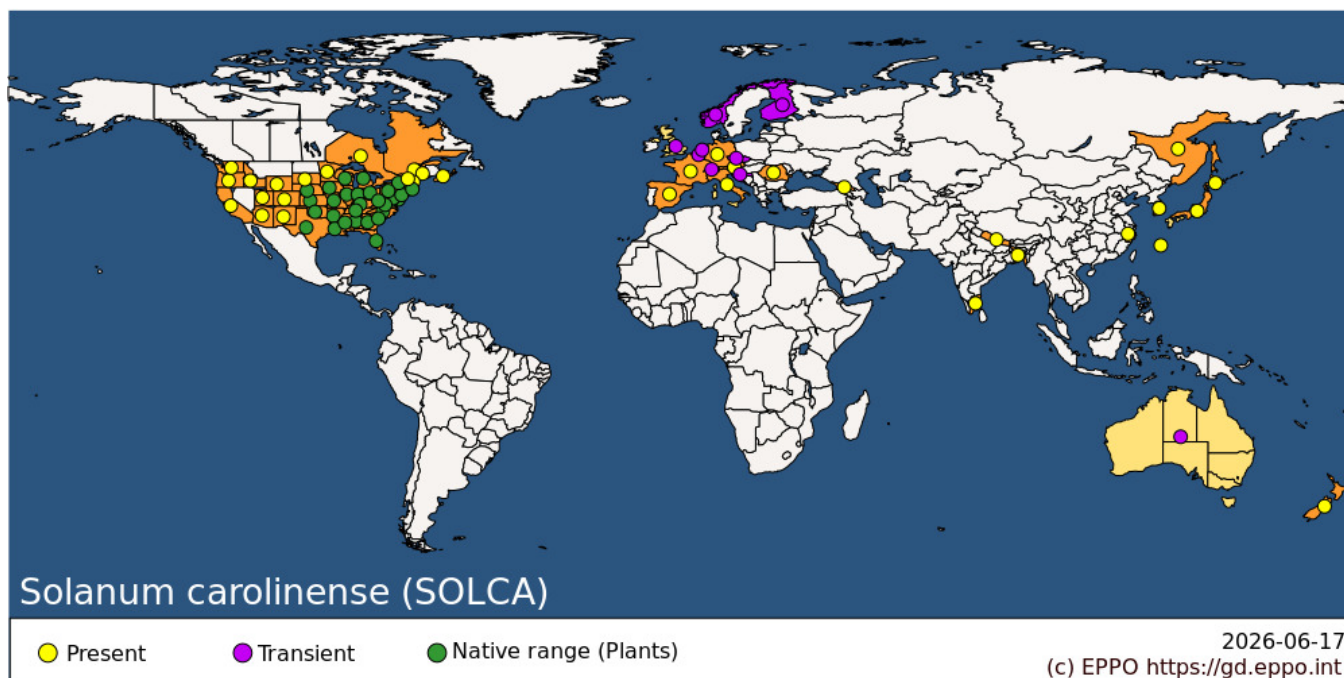 Solanum carolinense (SOLCA)
Present
Transient
Native range (Plants)
2026-06-17
(c) EPPO https://gd.eppo.int